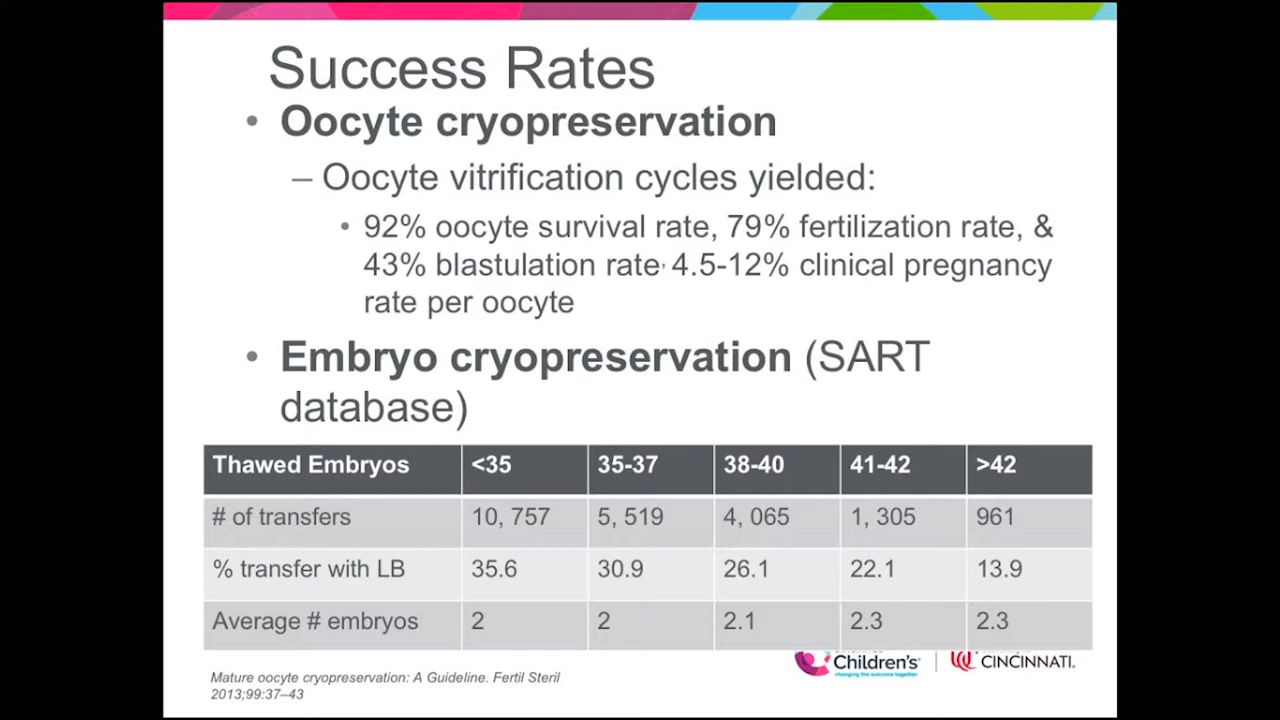 Success Rates
• Oocyte cryopreservation
– Oocyte vitrification cycles yielded:
• 92% oocyte survival rate, 79% fertilization rate, &
43% blastulation rate, 4.5-12% clinical pregnancy
rate per oocyte
• Embryo cryopreservation (SART
database)
Thawed Embryos <35 35-37 38-40 41-42 >42
# of transfers 10, 757 5, 519 4, 065 1, 305 961
% transfer with LB 35.6 30.9 26.1 22.1 13.9
Average # embryos 2 2 2.1 2.3 2.3
Children's
changing the outcome together
CINCINNATI.
Mature oocyte cryopreservation: A Guideline. Fertil Steril
2013;99:37–43